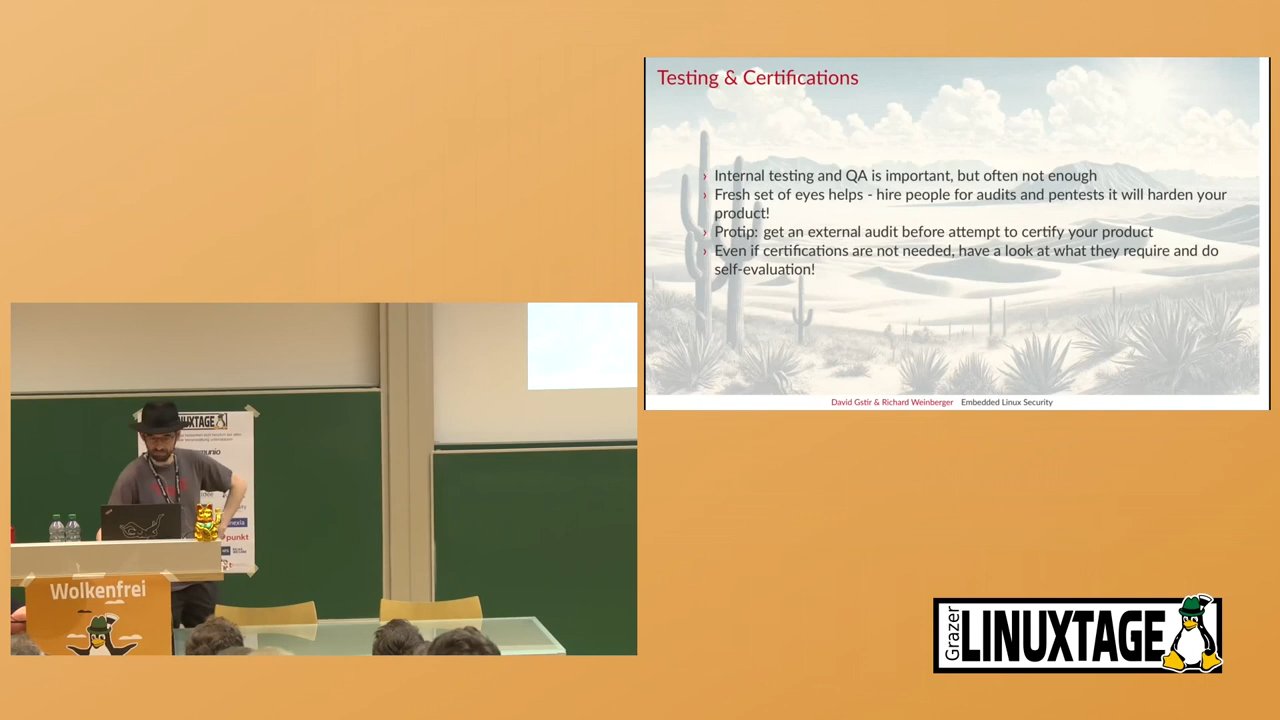 Testing & Certifications
› Internal testing and QA is important, but often not enough
› Fresh set of eyes helps - hire people for audits and pentests it will harden your
product!
› Protip: get an external audit before attempt to certify your product
› Even if certifications are not needed, have a look at what they require and do
self-evaluation!
David Gstir & Richard Weinberger Embedded Linux Security
Wolkenfrei
Grazer
LINUXTAGE